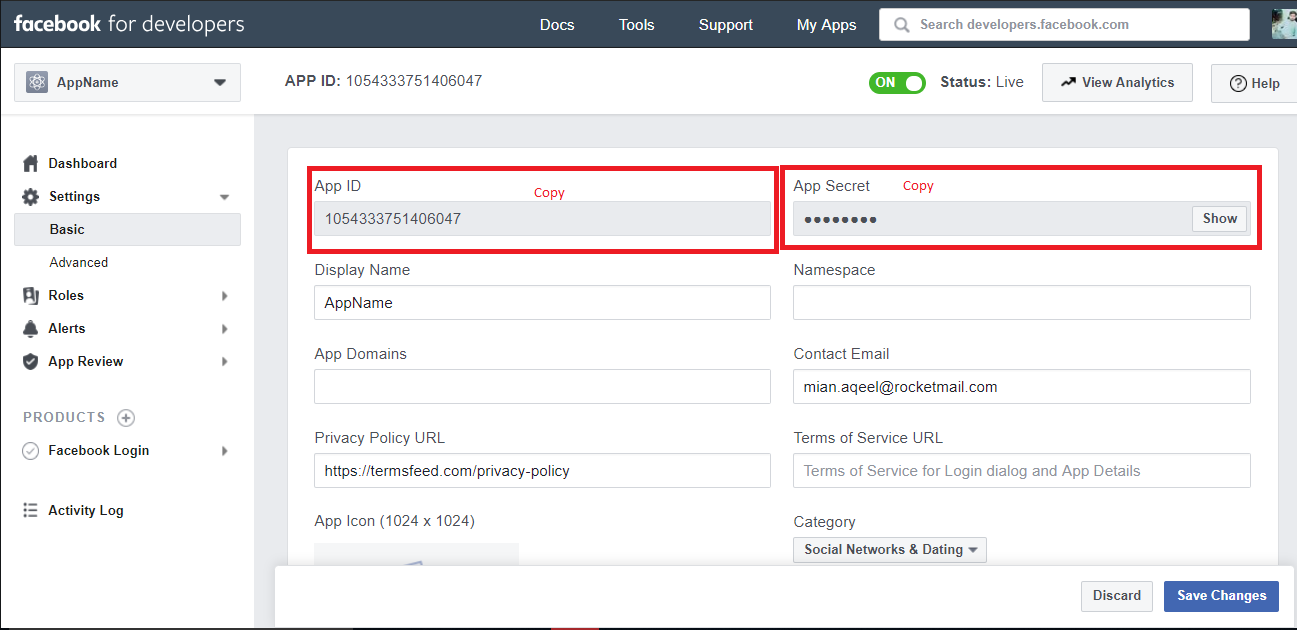 facebook for developers
Docs
Tools
Support
My Apps
Search developers.facebook.com
AppName
APP ID: 1054333751406047
ON
Status: Live
View Analytics
Help
Dashboard
Settings
Basic
Advanced
Roles
Alerts
App Review
PRODUCTS
Facebook Login
Activity Log
App ID
Copy
1054333751406047
App Secret
Copy
●●●●●●●●
Show
Display Name
AppName
Namespace
App Domains
Contact Email
mian.aqeel@rocketmail.com
Privacy Policy URL
https://termsfeed.com/privacy-policy
Terms of Service URL
Terms of Service for Login dialog and App Details
App Icon (1024 x 1024)
Category
Social Networks & Dating
Discard
Save Changes